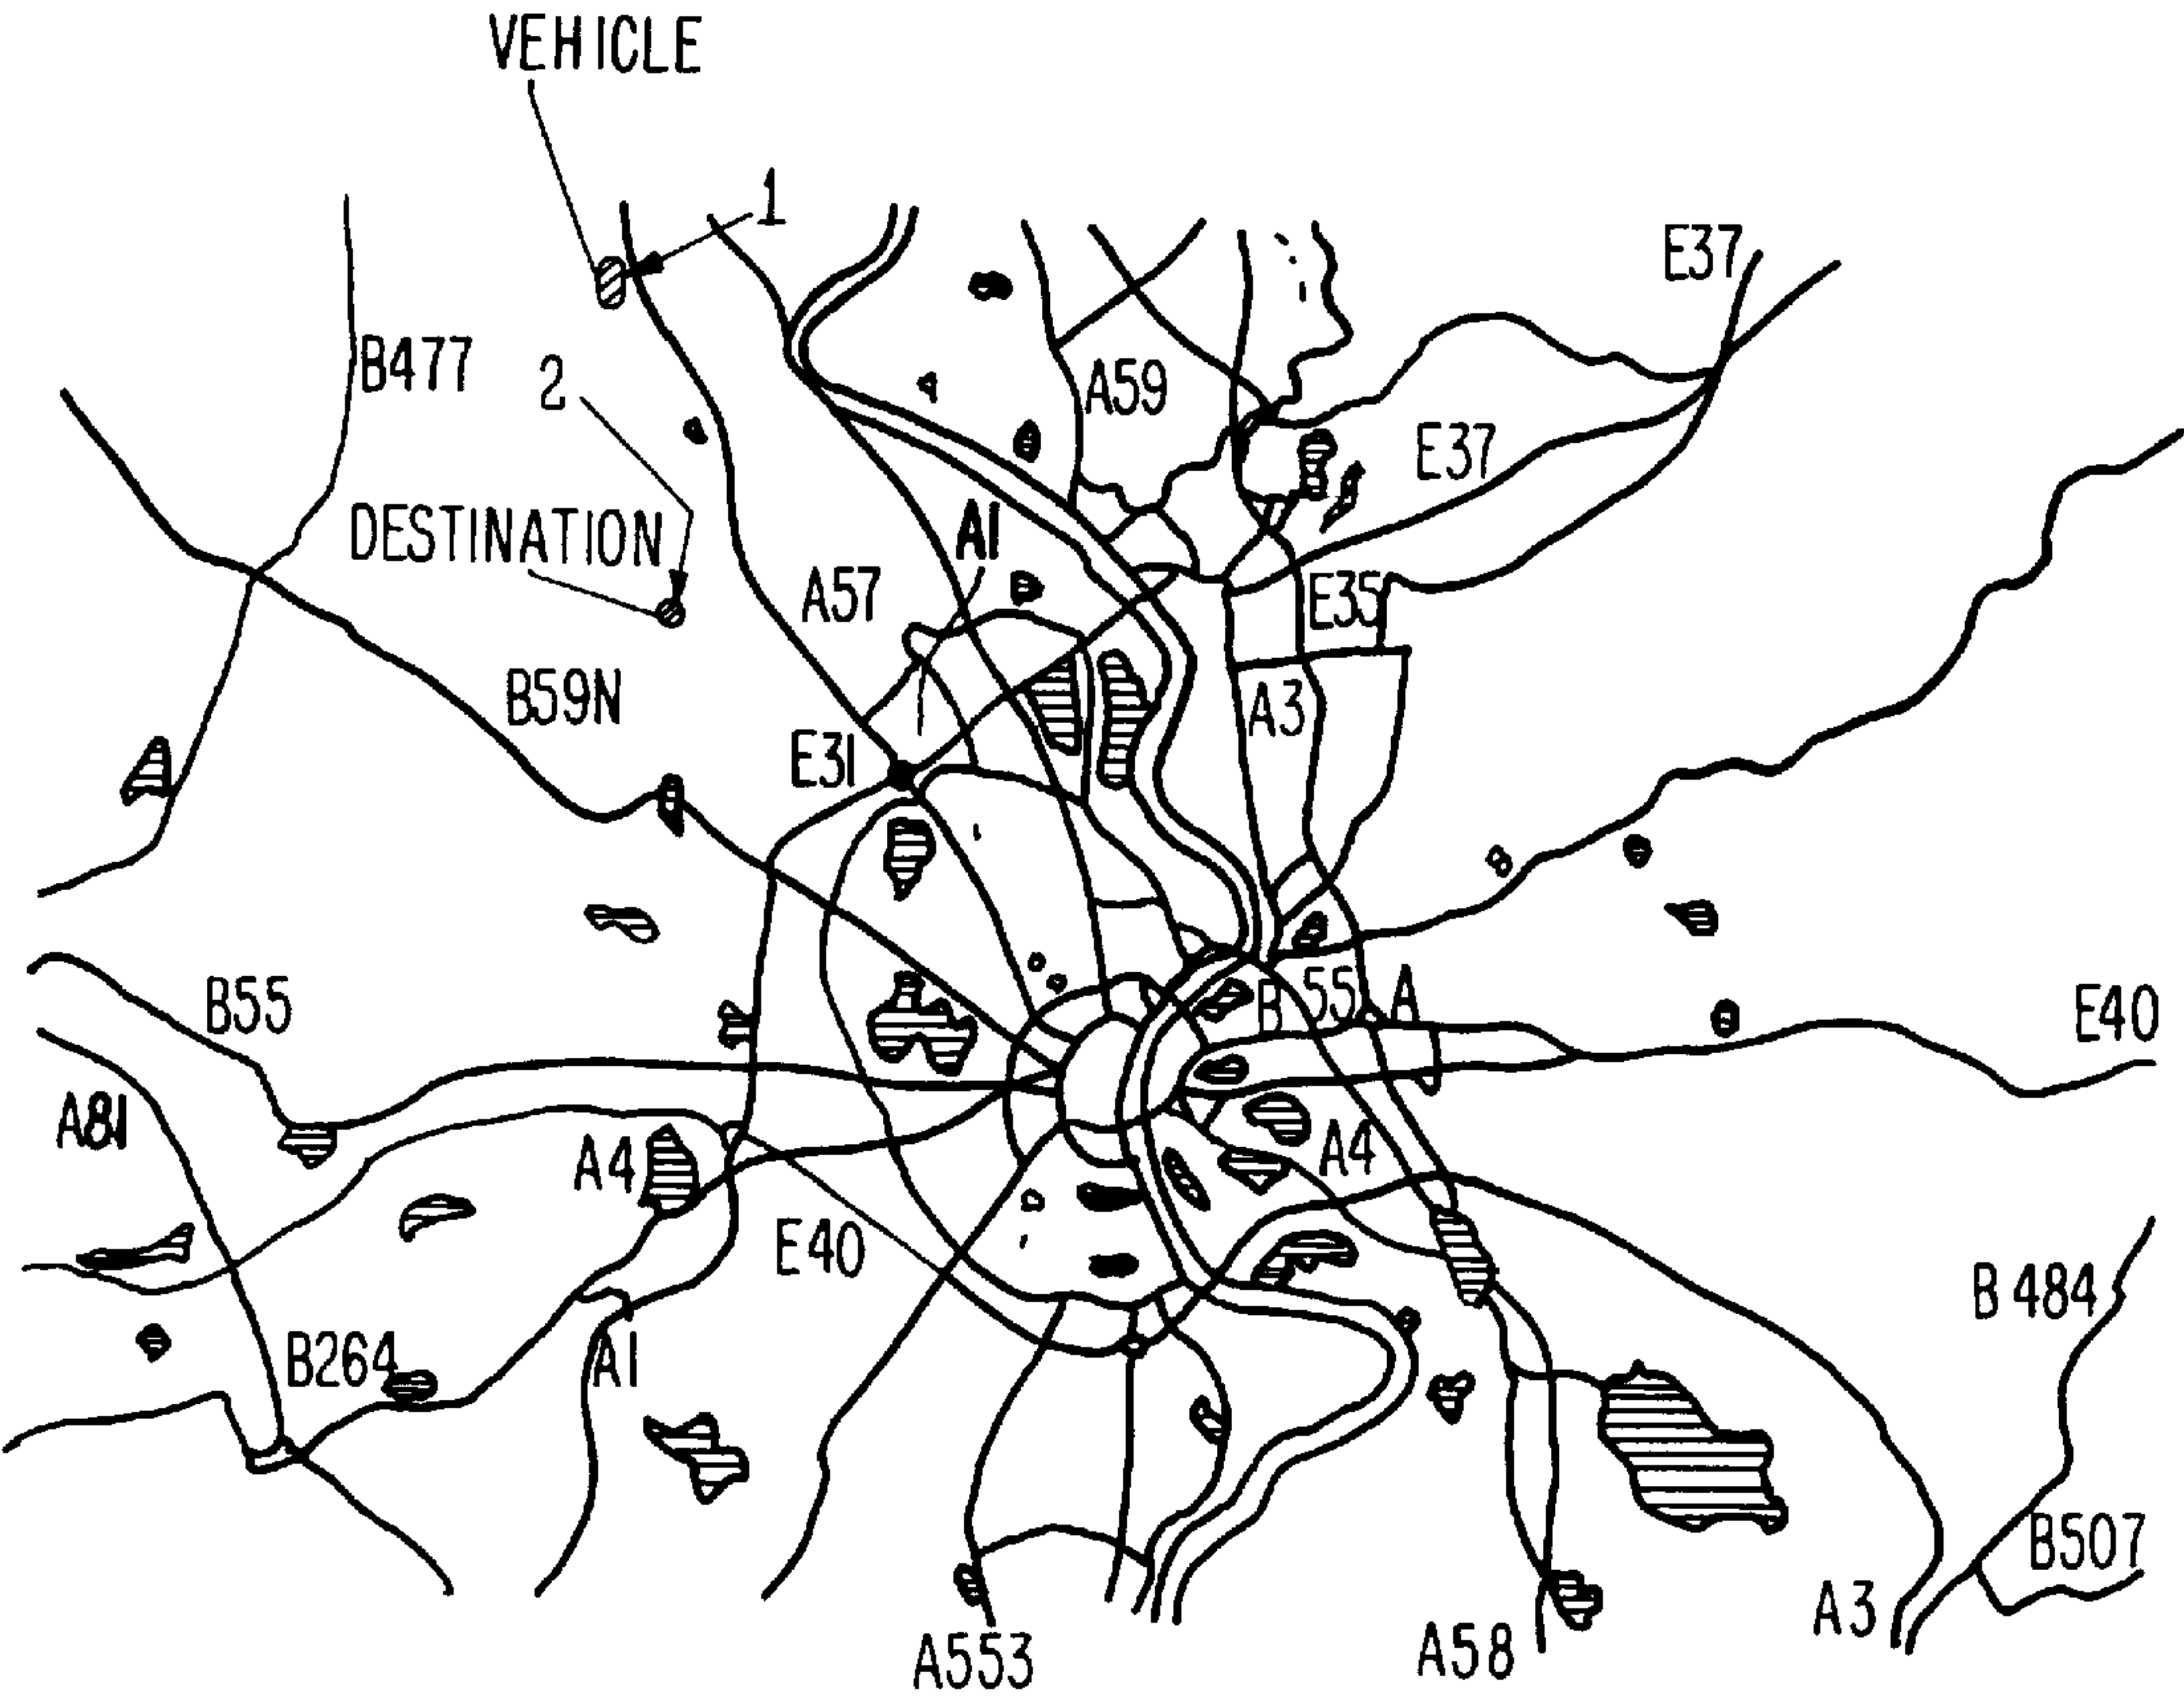 VEHICLE
1
E37
B477
2
A59
E37
DESTINATION
A1
A57
E35
B59N
A3
E31
B55
B 55 A
E40
A81
A4
A4
E40
B 484
B264
A1
B507
A3
A553
A58